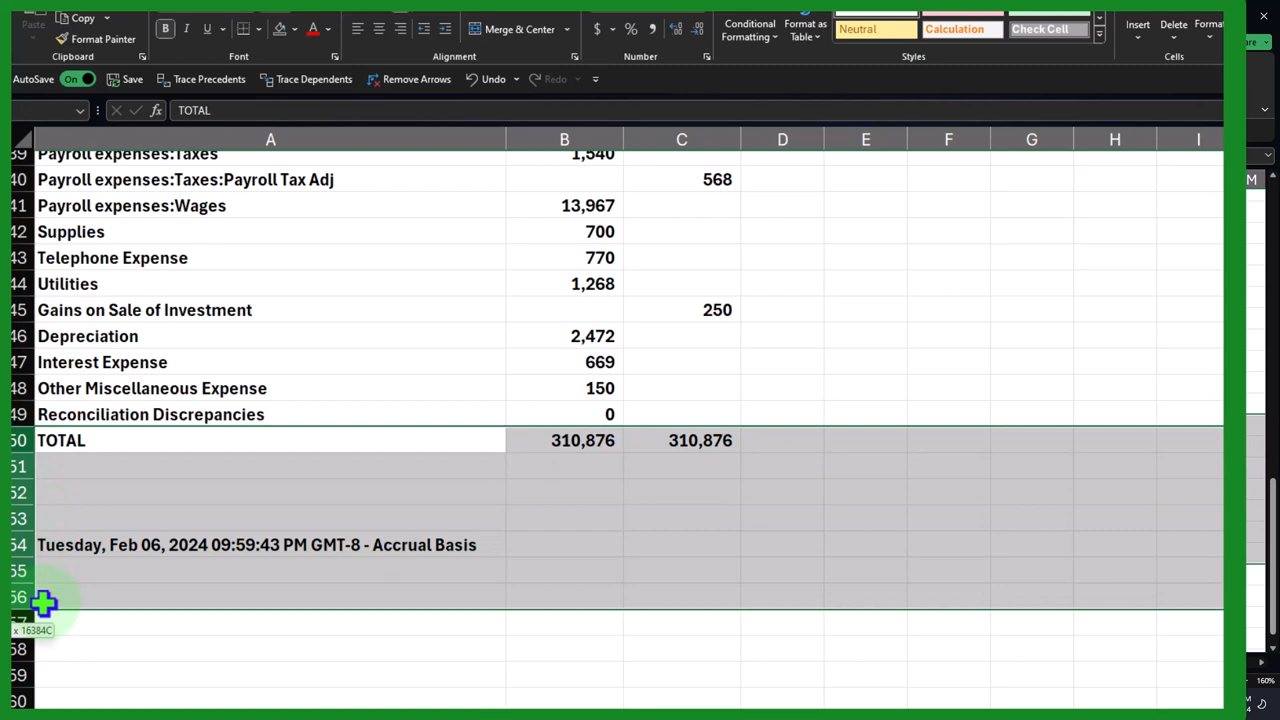 Copy
Format Painter
Clipboard
B I U
Font
Merge & Center
Alignment
$ % 
Number
Conditional Formatting
Format as Table
Neutral
Calculation
Check Cell
Styles
Insert
Delete
Format
Cells
AutoSave On Save Trace Precedents Trace Dependents Remove Arrows Undo Redo
fx TOTAL
A B C D E F G H I M
39 Payroll expenses:Taxes 1,540
40 Payroll expenses:Taxes:Payroll Tax Adj 568
41 Payroll expenses:Wages 13,967
42 Supplies 700
43 Telephone Expense 770
44 Utilities 1,268
45 Gains on Sale of Investment 250
46 Depreciation 2,472
47 Interest Expense 669
48 Other Miscellaneous Expense 150
49 Reconciliation Discrepancies 0
50 TOTAL 310,876 310,876
51
52
53
54 Tuesday, Feb 06, 2024 09:59:43 PM GMT-8 - Accrual Basis
55
56
57
x 16384C
58
59
60
160%